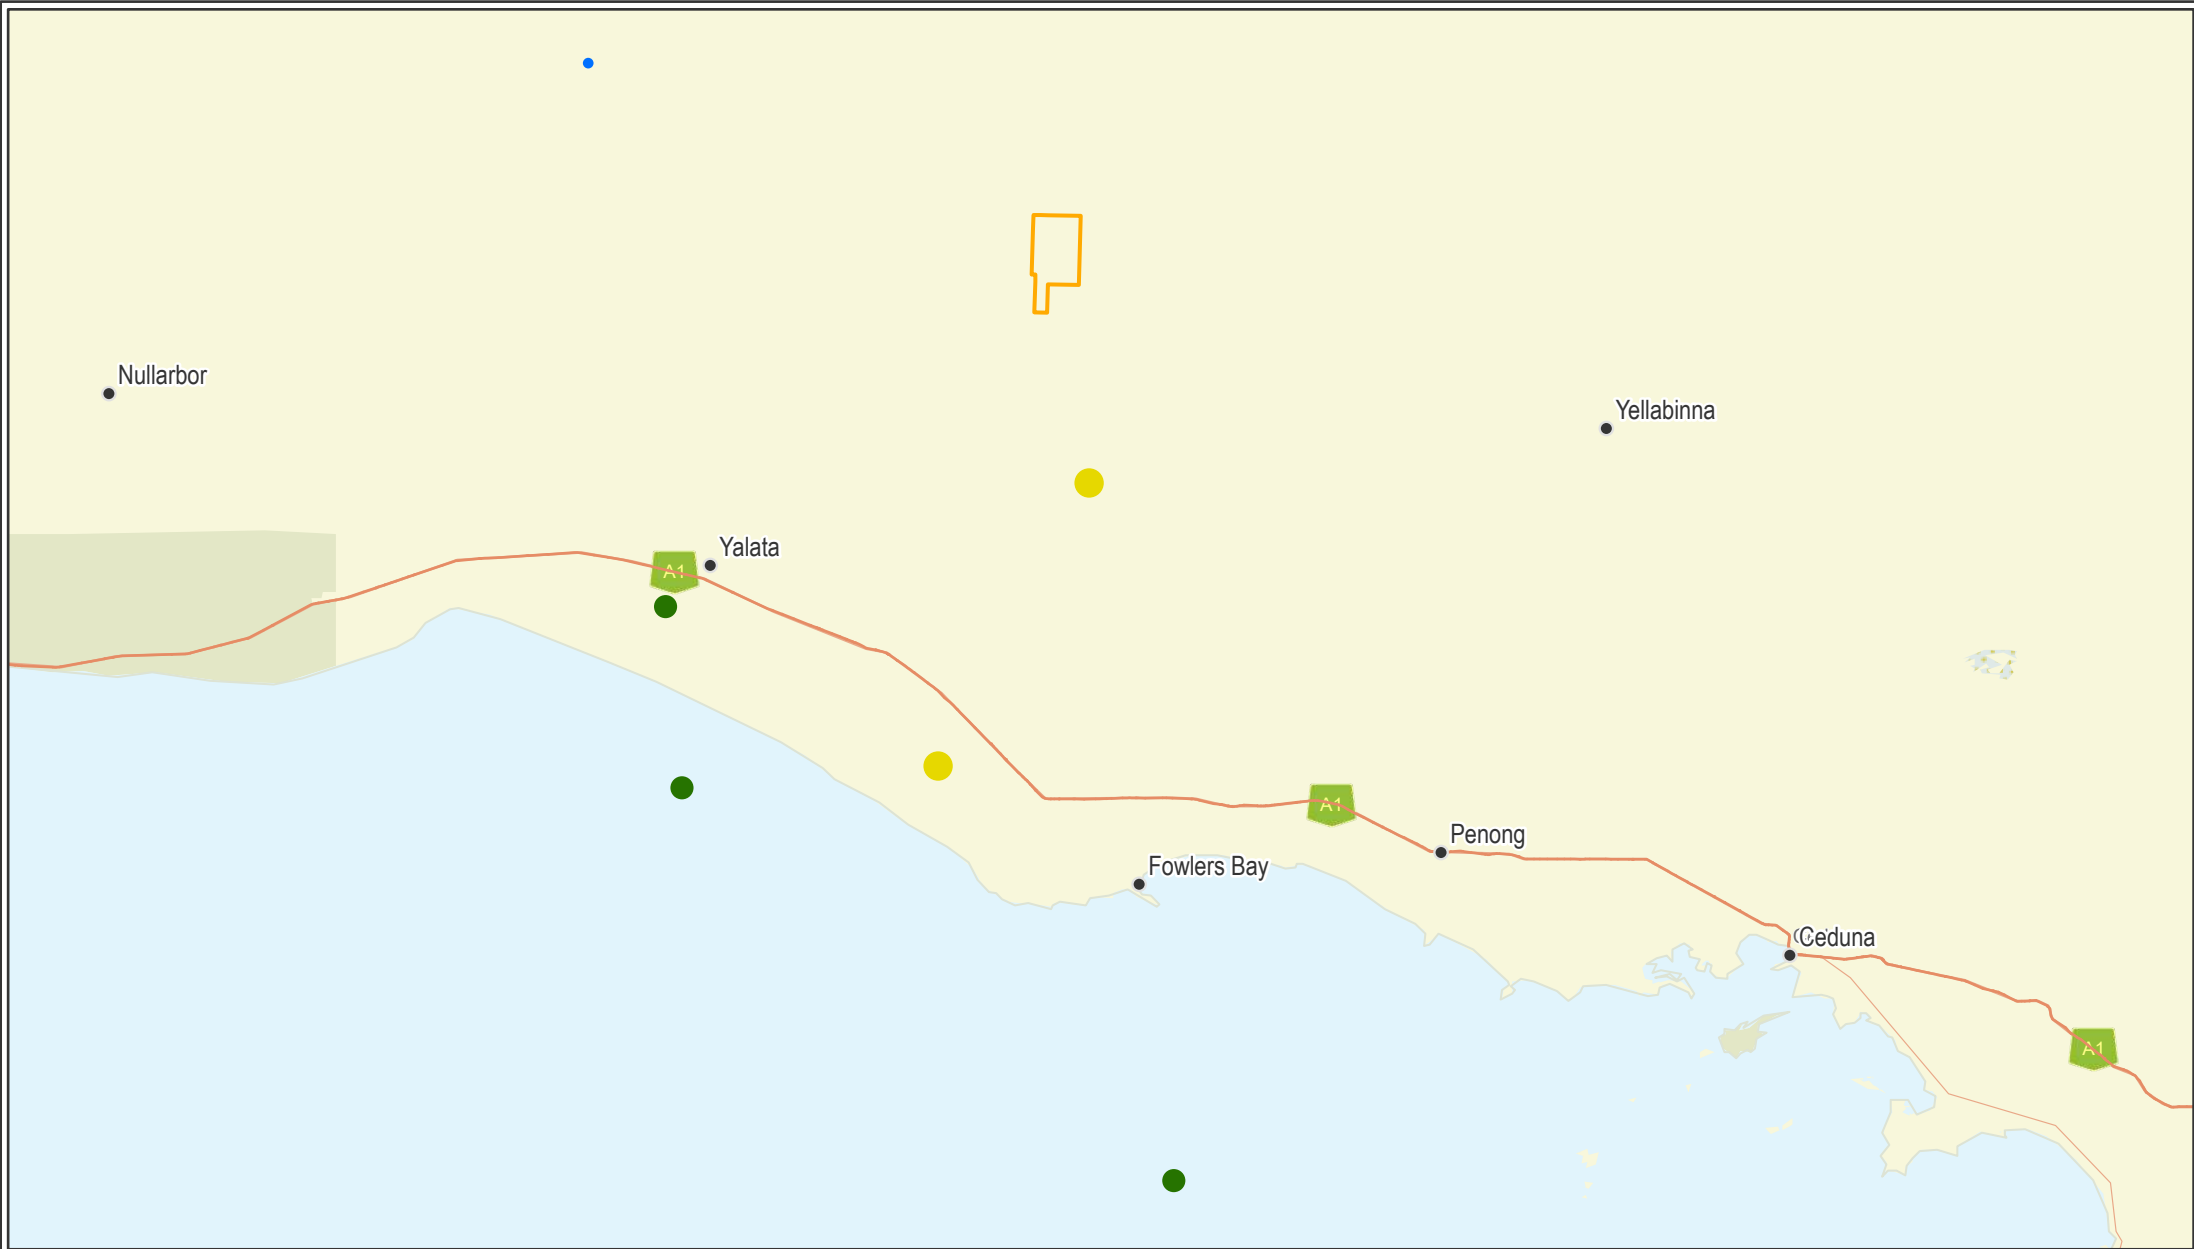 Nullarbor
Yellabinna
Yalata
A1
A1
Penong
Fowlers Bay
Ceduna
A1